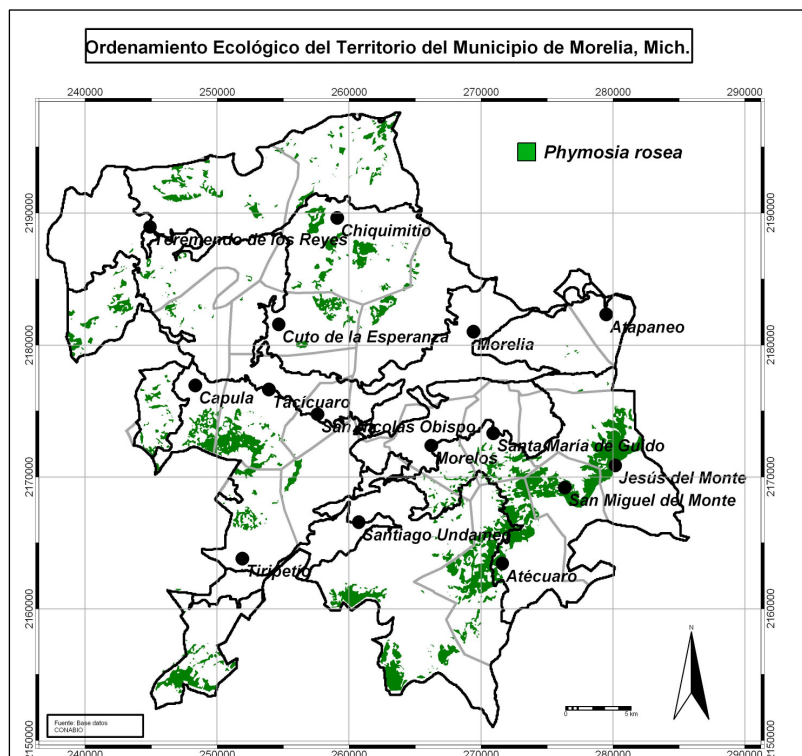 Ordenamiento Ecológico del Territorio del Municipio de Morelia, Mich.
240000 250000 260000 270000 280000 290000
Phymosia rosea
2190000 2190000
Chiquimitio
Teremendo de los Reyes
Atapaneo
2180000 2180000
Cuto de la Esperanza
Morelia
Capula
Tacícuaro
San Nicolás Obispo
Santa María de Guido
Morelos
2170000 2170000
Jesús del Monte
San Miguel del Monte
Santiago Undameo
Tiripetío
Atécuaro
2160000 2160000
N
0 5 km
Fuente: Base datos
CONABIO
2150000 2150000
240000 250000 260000 270000 280000 290000